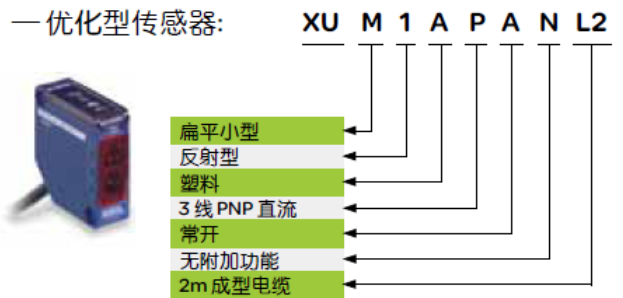 — 优化型传感器: XU M 1 A P A N L2
扁平小型
反射型
塑料
3 线 PNP 直流
常开
无附加功能
2m 成型电缆